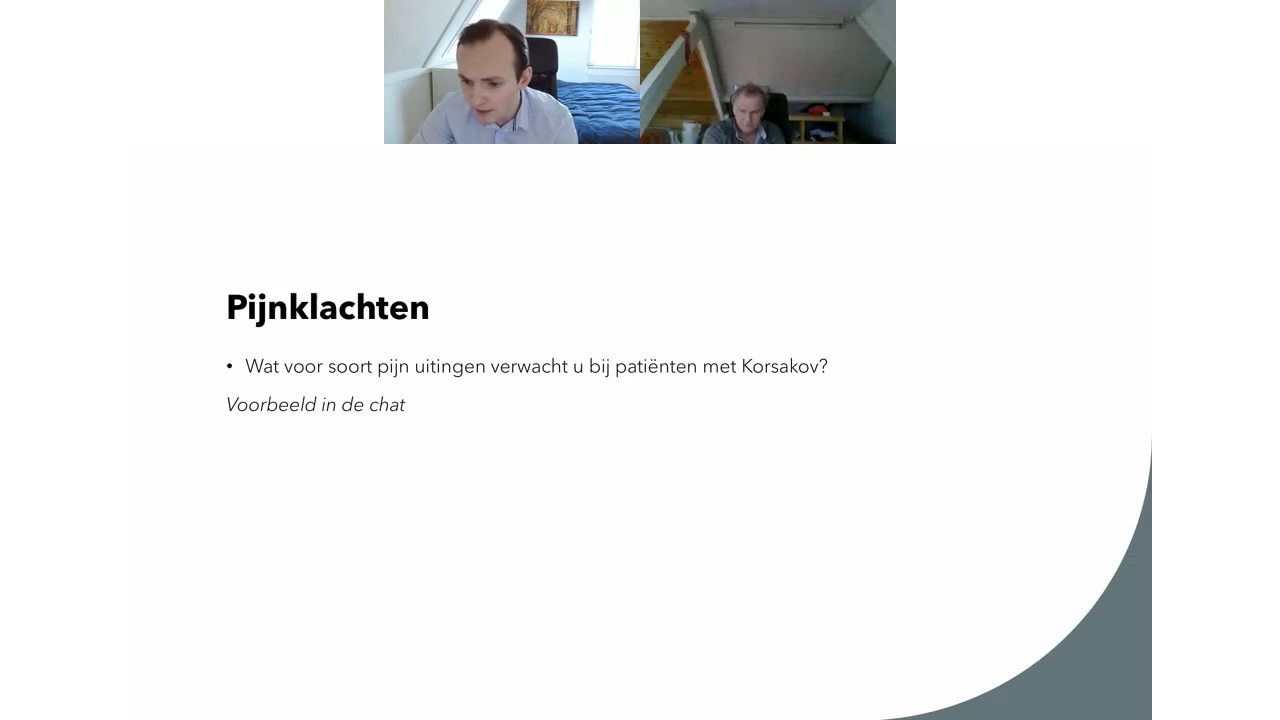 Pijnklachten
• Wat voor soort pijn uitingen verwacht u bij patiënten met Korsakov?
Voorbeeld in de chat